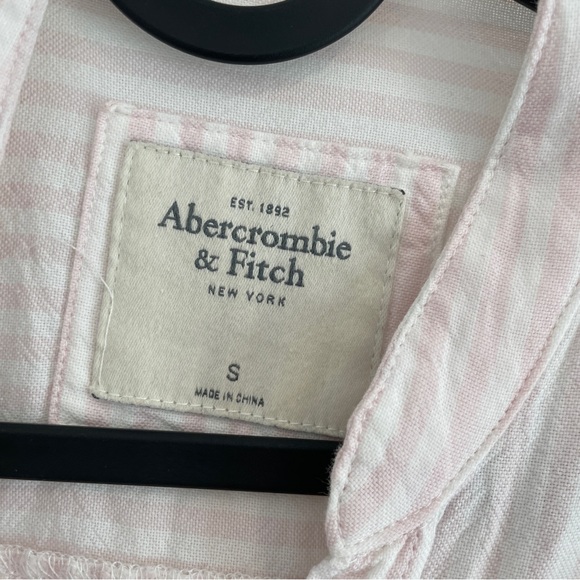 EST. 1892
Abercrombie
& Fitch
NEW YORK
S
MADE IN CHINA